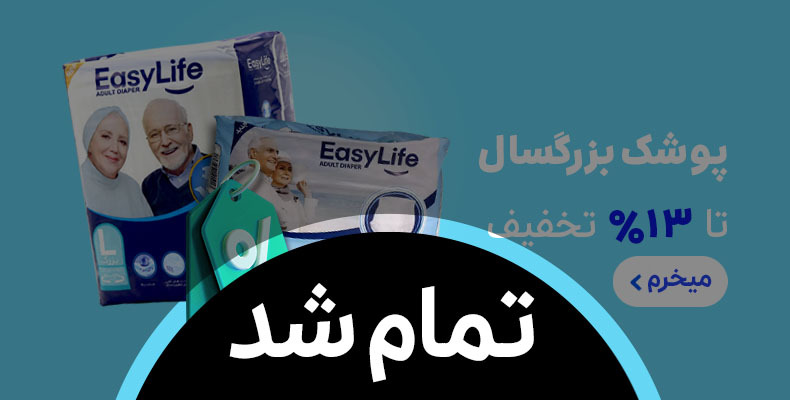 EasyLife
ADULT DIAPER
EasyLife
ADULT DIAPER
L
پوشک بزرگسال
تا ۱۳% تخفیف
میخرم
%
تمام شد